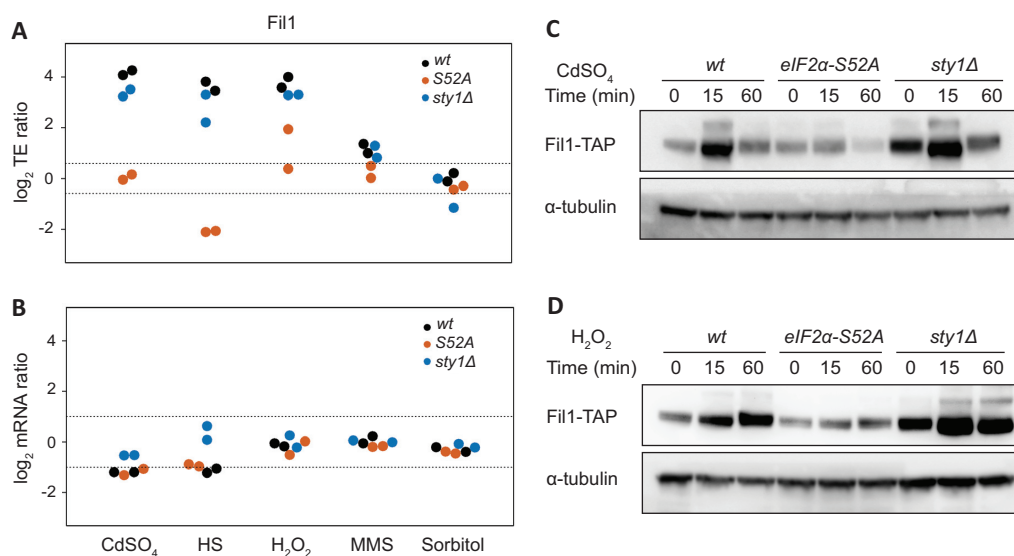 A
Fil1
log2 TE ratio
4
2
0
-2
wt
S52A
sty1Δ
B
log2 mRNA ratio
4
2
0
-2
wt
S52A
sty1Δ
CdSO4 HS H2O2 MMS Sorbitol
C
wt eIF2α-S52A sty1Δ
CdSO4
Time (min) 0 15 60 0 15 60 0 15 60
Fil1-TAP
α-tubulin
D
wt eIF2α-S52A sty1Δ
H2O2
Time (min) 0 15 60 0 15 60 0 15 60
Fil1-TAP
α-tubulin